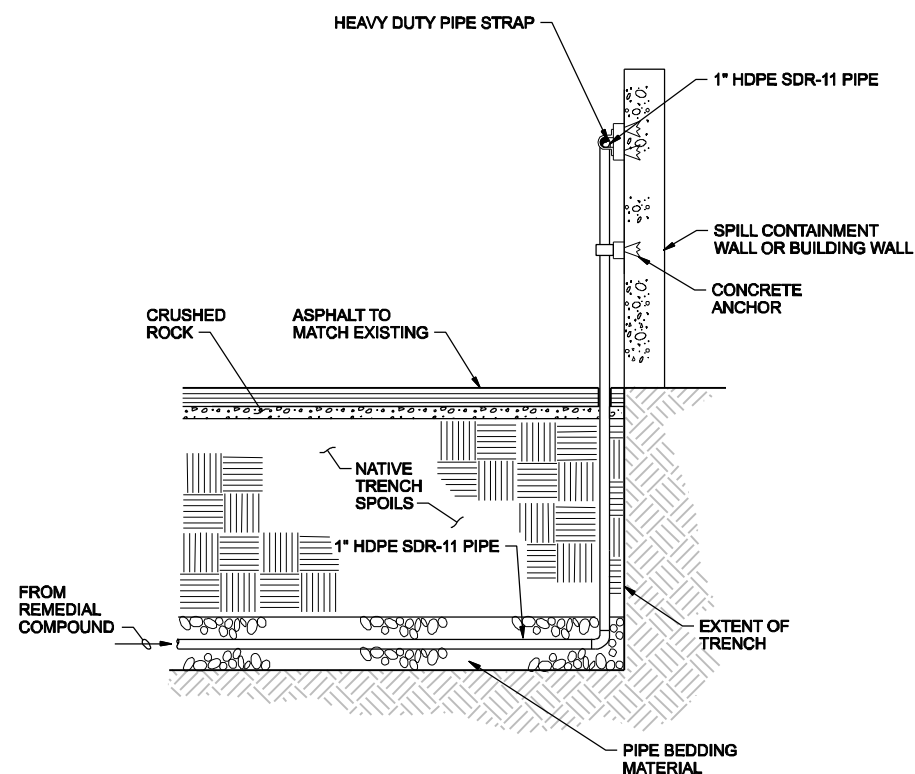 HEAVY DUTY PIPE STRAP
1" HDPE SDR-11 PIPE
SPILL CONTAINMENT
WALL OR BUILDING WALL
CONCRETE
ANCHOR
CRUSHED
ROCK
ASPHALT TO
MATCH EXISTING
NATIVE
TRENCH
SPOILS
1" HDPE SDR-11 PIPE
FROM
REMEDIAL
COMPOUND
EXTENT OF
TRENCH
PIPE BEDDING
MATERIAL